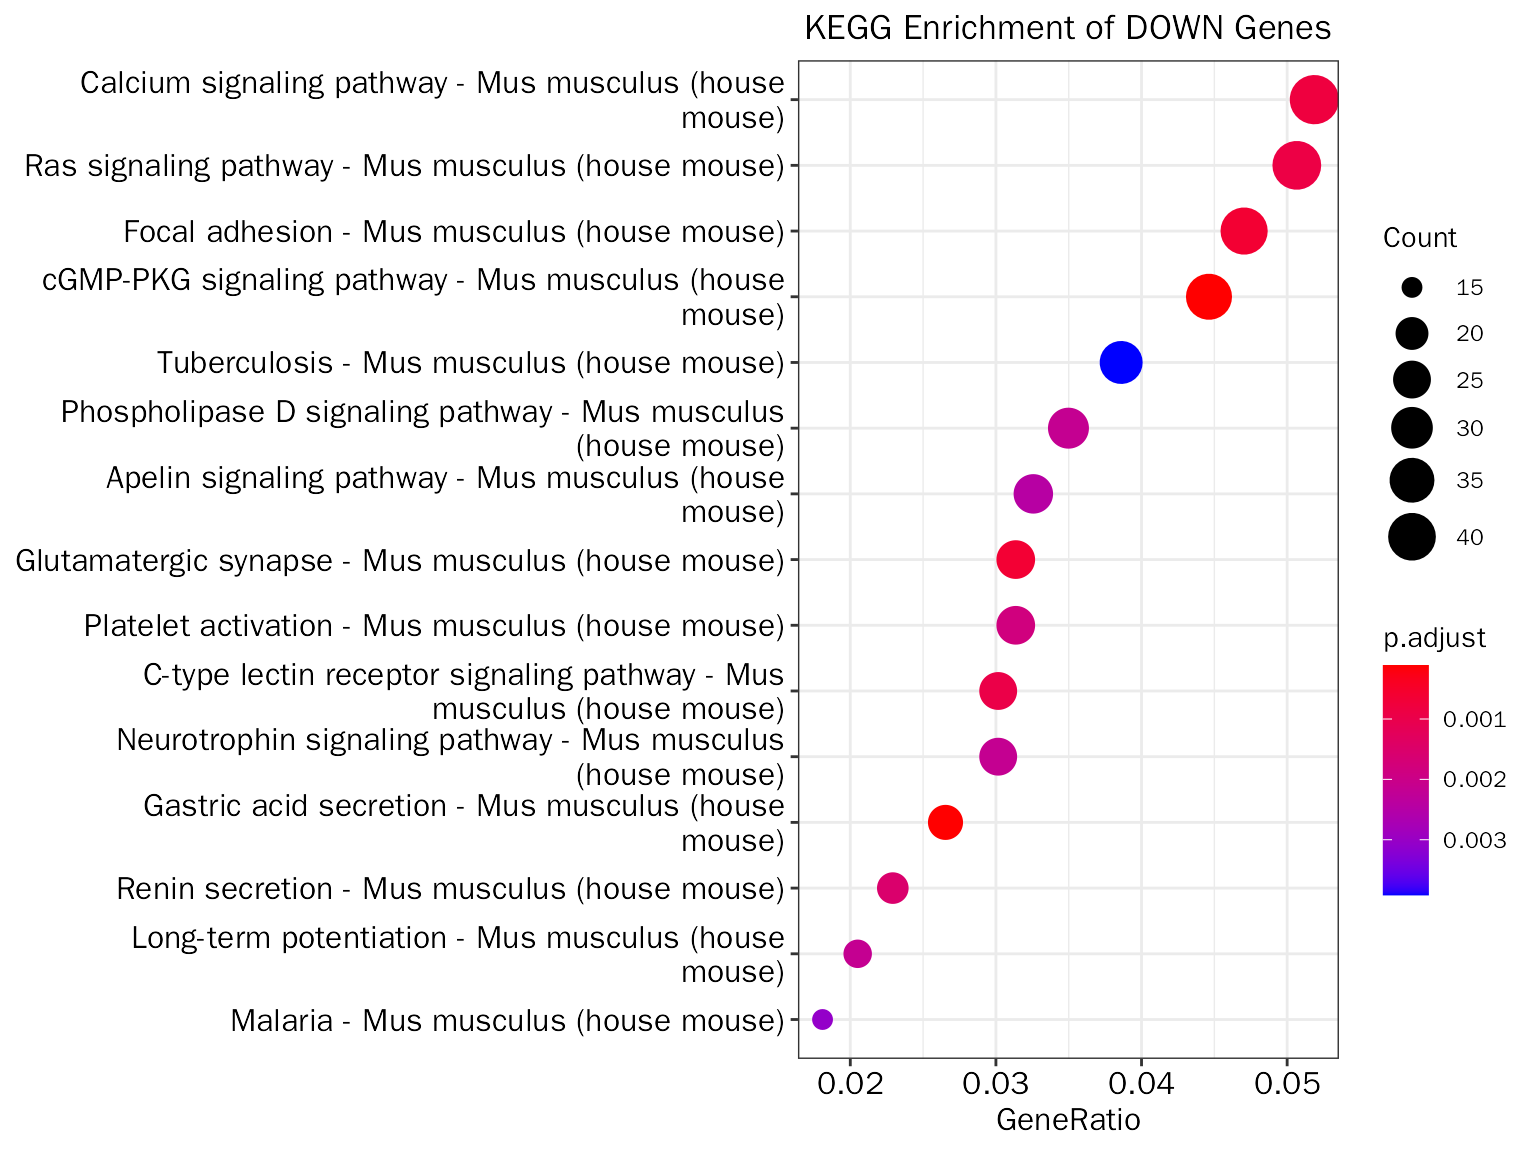 KEGG Enrichment of DOWN Genes
Calcium signaling pathway - Mus musculus (house
mouse)
Ras signaling pathway - Mus musculus (house mouse)
Focal adhesion - Mus musculus (house mouse)
cGMP-PKG signaling pathway - Mus musculus (house
mouse)
Tuberculosis - Mus musculus (house mouse)
Phospholipase D signaling pathway - Mus musculus
(house mouse)
Apelin signaling pathway - Mus musculus (house
mouse)
Glutamatergic synapse - Mus musculus (house mouse)
Platelet activation - Mus musculus (house mouse)
C-type lectin receptor signaling pathway - Mus
musculus (house mouse)
Neurotrophin signaling pathway - Mus musculus
(house mouse)
Gastric acid secretion - Mus musculus (house
mouse)
Renin secretion - Mus musculus (house mouse)
Long-term potentiation - Mus musculus (house
mouse)
Malaria - Mus musculus (house mouse)
0.02 0.03 0.04 0.05
GeneRatio
Count
15
20
25
30
35
40
p.adjust
0.001
0.002
0.003